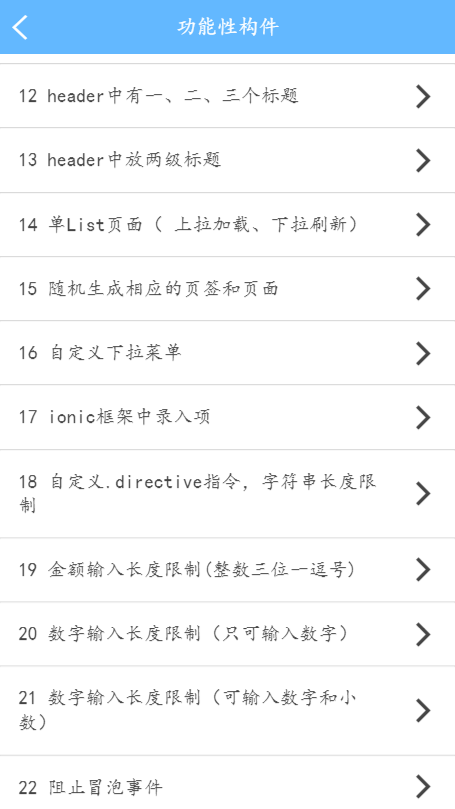 功能性构件
12 header中有一、二、三个标题
13 header中放两级标题
14 单List页面（ 上拉加载、下拉刷新）
15 随机生成相应的页签和页面
16 自定义下拉菜单
17 ionic框架中录入项
18 自定义.directive指令，字符串长度限
制
19 金额输入长度限制(整数三位一逗号)
20 数字输入长度限制（只可输入数字）
21 数字输入长度限制（可输入数字和小
数）
22 阻止冒泡事件